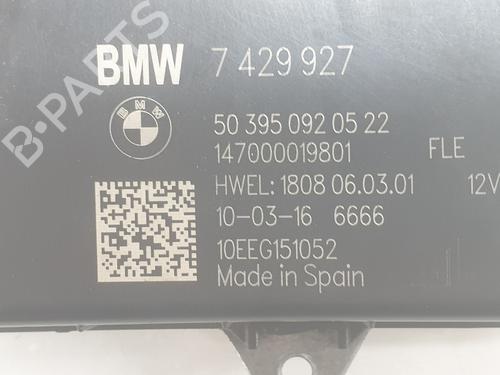 BMW 7 429 927
BMW
50 395 092 05 22
147000019801 FLE
HWEL: 1808 06.03.01 12V
10-03-16 6666
10EEG151052
Made in Spain
B-PARTS